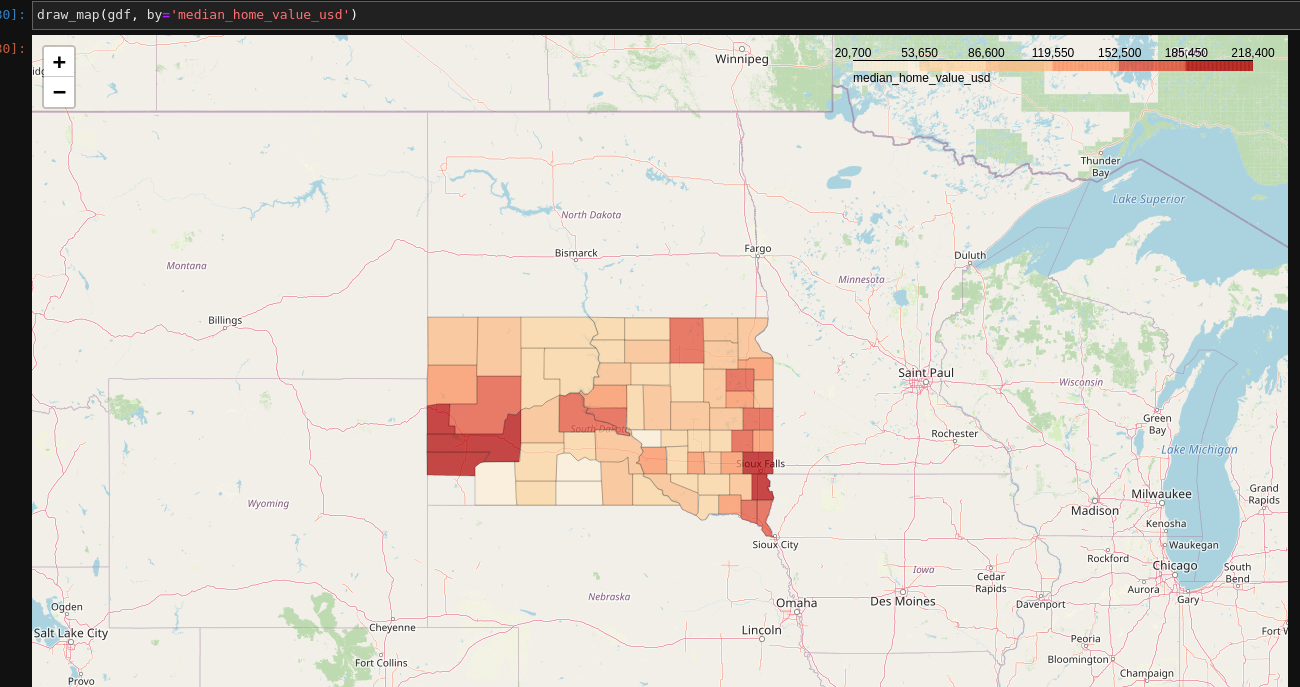 0]:
draw_map(gdf, by='median_home_value_usd')
0]:
+
−
20,700 53,650 86,600 119,550 152,500 185,450 218,400
median_home_value_usd
Winnipeg
Thunder
Bay
Lake Superior
North Dakota
Bismarck
Fargo
Duluth
Montana
Minnesota
Billings
Saint Paul
Wisconsin
Green
Bay
Rochester
Lake Michigan
South Dakota
Sioux Falls
Wyoming
Milwaukee
Grand
Rapids
Madison
Kenosha
Waukegan
Sioux City
Rockford
Chicago
South
Bend
Iowa
Cedar
Rapids
Aurora
Gary
Nebraska
Omaha
Des Moines
Davenport
Ogden
Salt Lake City
Cheyenne
Lincoln
Peoria
Fort W
Fort Collins
Bloomington
Champaign
Provo